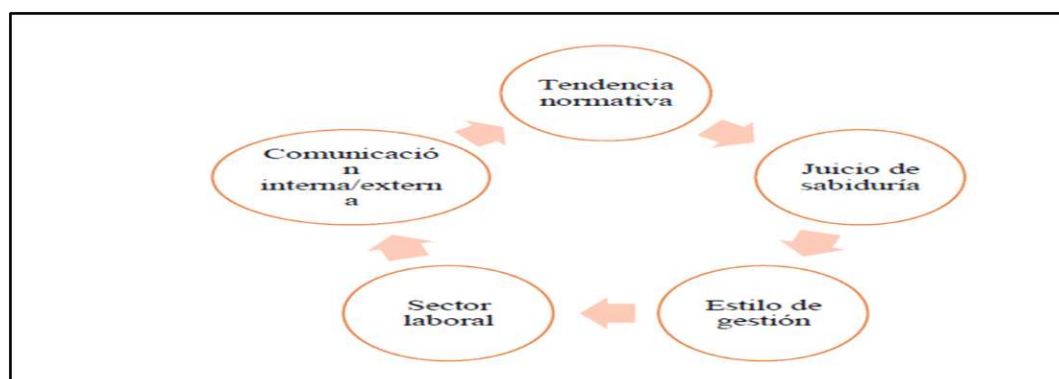 Tendencia
normativa
Juicio de
sabiduría
Estilo de
gestión
Sector
laboral
Comunicació
n
interna/extern
a